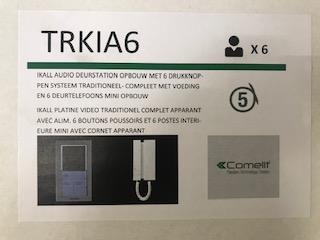 TRKIA6
X 6
IKALL AUDIO DEURSTATION OPBOUW MET 6 DRUKKNOP-
PEN SYSTEEM TRADITIONEEL- COMPLEET MET VOEDING
EN 6 DEURTELEFOONS MINI OPBOUW
5
IKALL PLATINE VIDEO TRADITIONEL COMPLET APPARANT
AVEC ALIM. 6 BOUTONS POUSSOIRS ET 6 POSTES INTERI-
EURE MINI AVEC CORNET APPARANT
Comelit